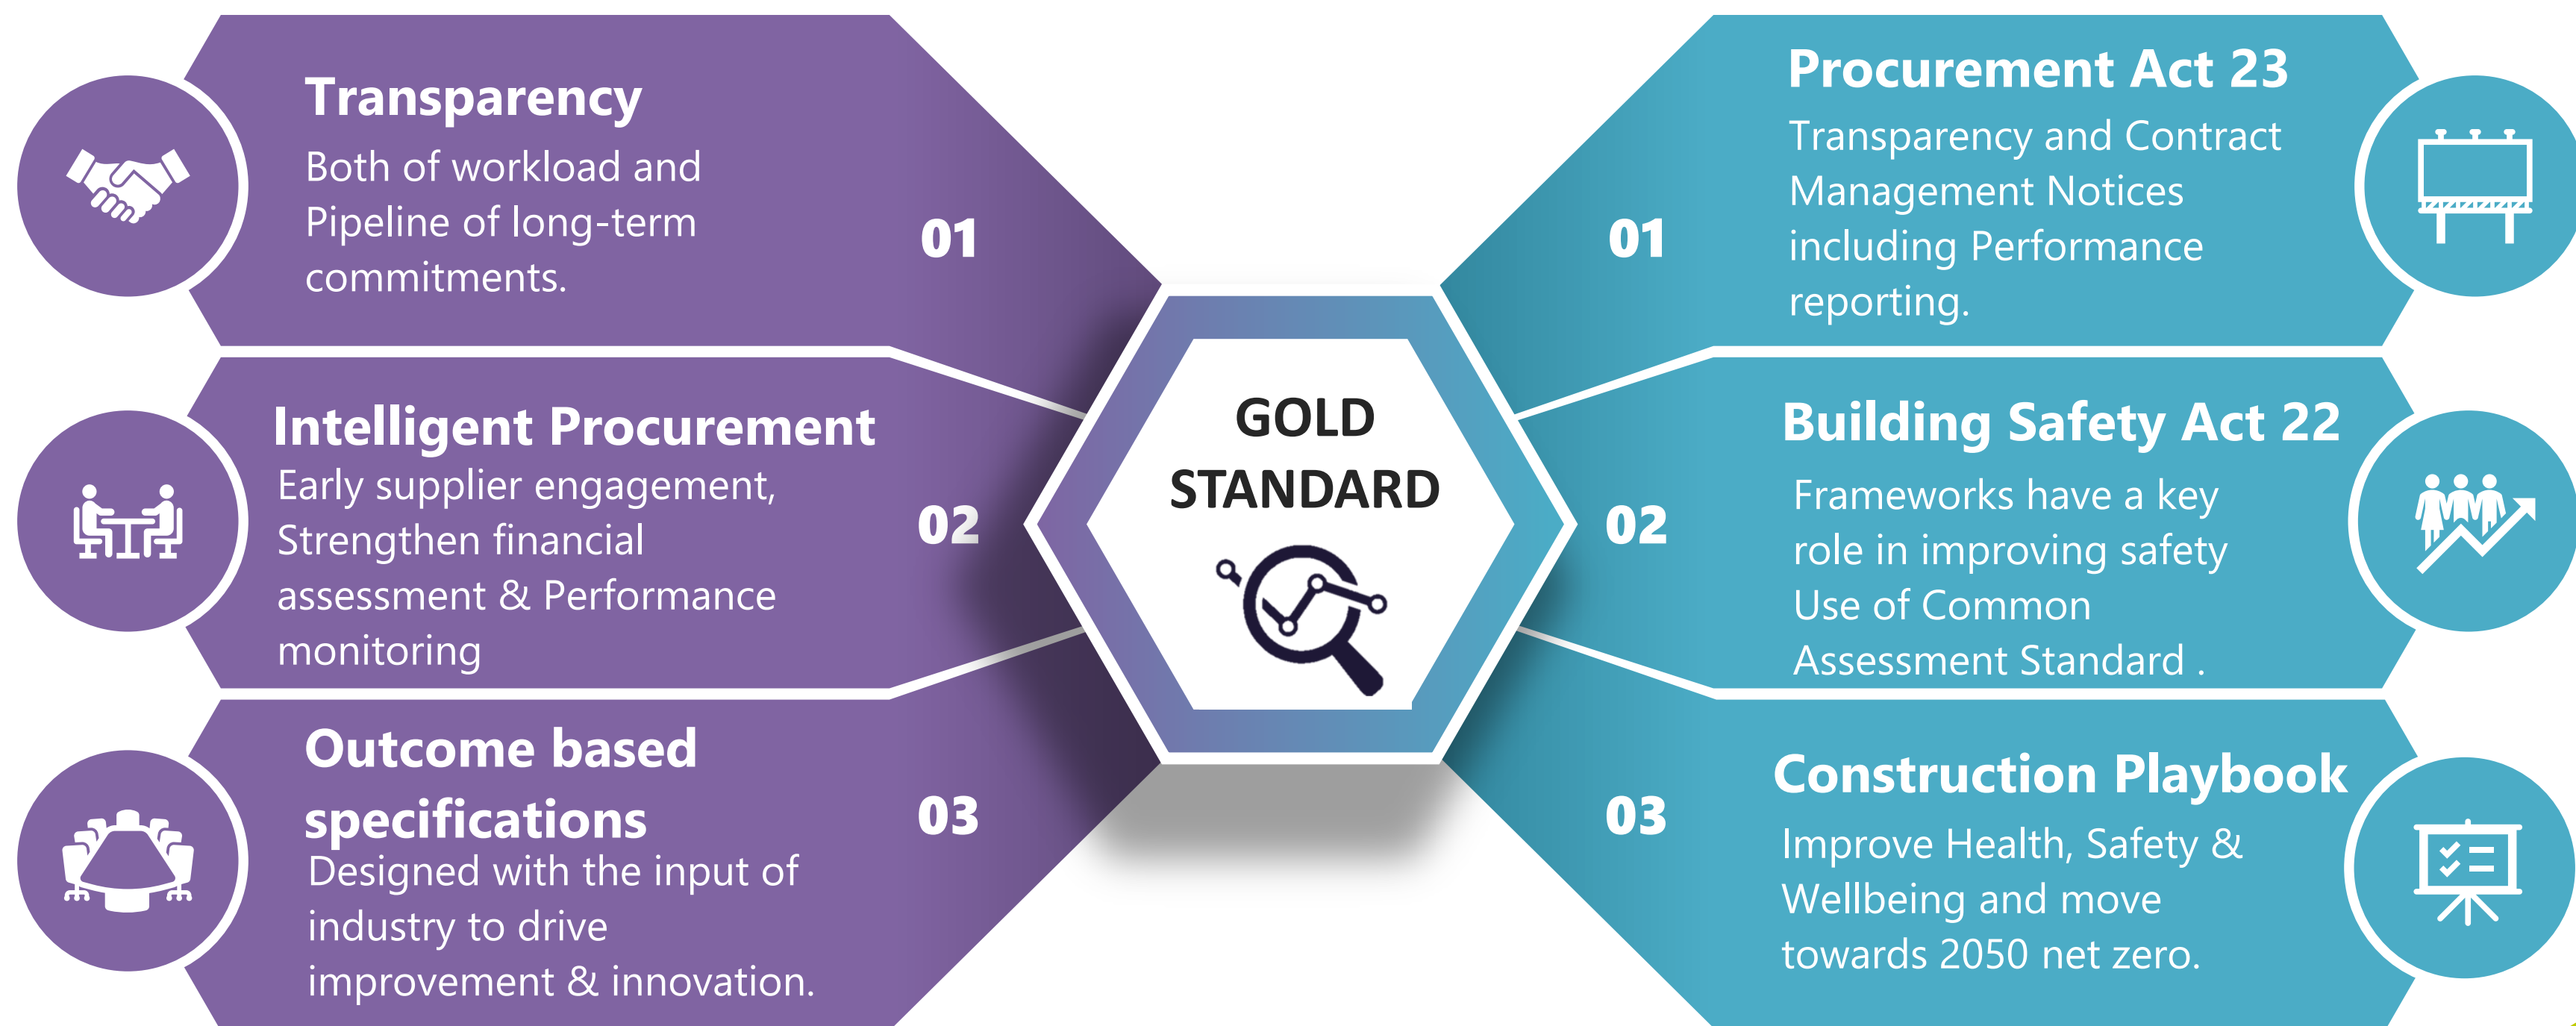 Transparency
Both of workload and
Pipeline of long-term
commitments.
01
Intelligent Procurement
Early supplier engagement,
Strengthen financial
assessment & Performance
monitoring
02
Outcome based
specifications
Designed with the input of
industry to drive
improvement & innovation.
03
GOLD
STANDARD
Procurement Act 23
Transparency and Contract
Management Notices
including Performance
reporting.
01
Building Safety Act 22
Frameworks have a key
role in improving safety
Use of Common
Assessment Standard .
02
Construction Playbook
Improve Health, Safety &
Wellbeing and move
towards 2050 net zero.
03